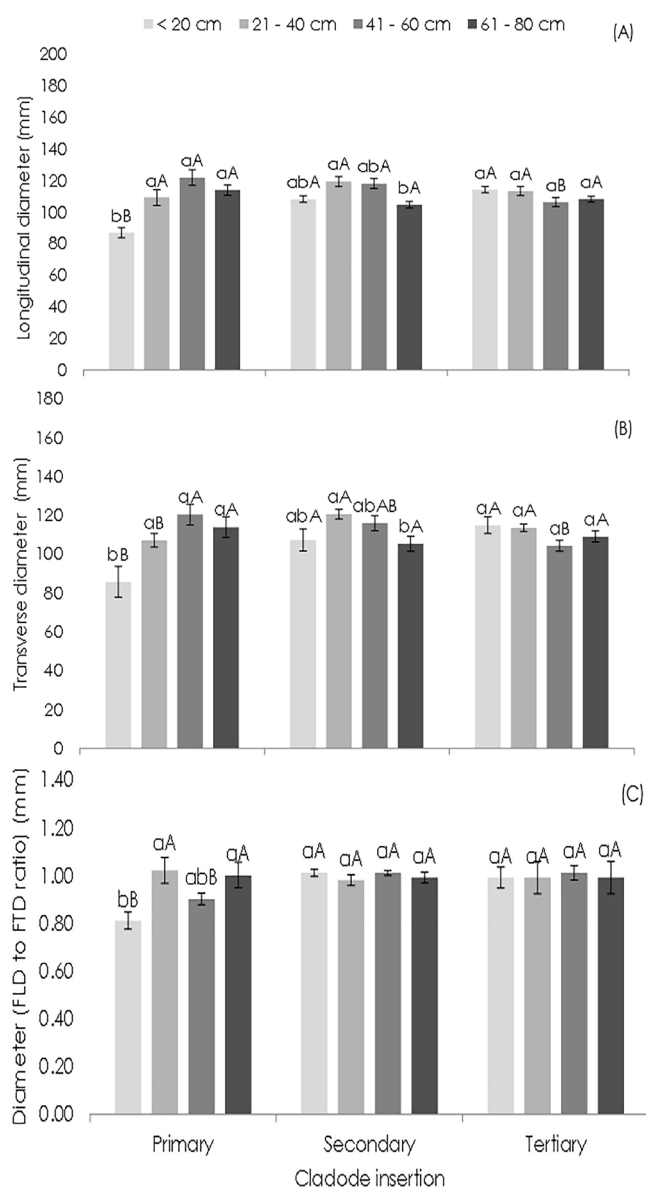 < 20 cm 21 - 40 cm 41 - 60 cm 61 - 80 cm
(A)
Longitudinal diameter (mm)
200
180
160
140
120
100
80
60
40
20
0
bB aA aA aA
abA aA abA bA
aA aA aB aA
(B)
Transverse diameter (mm)
180
160
140
120
100
80
60
40
20
0
bB aB aA aA
abA aA abAB bA
aA aA aB aA
(C)
Diameter (FLD to FTD ratio) (mm)
1.40
1.20
1.00
0.80
0.60
0.40
0.20
0.00
bB aA abB aA
aA aA aA aA
aA aA aA aA
Primary Secondary Tertiary
Cladode insertion